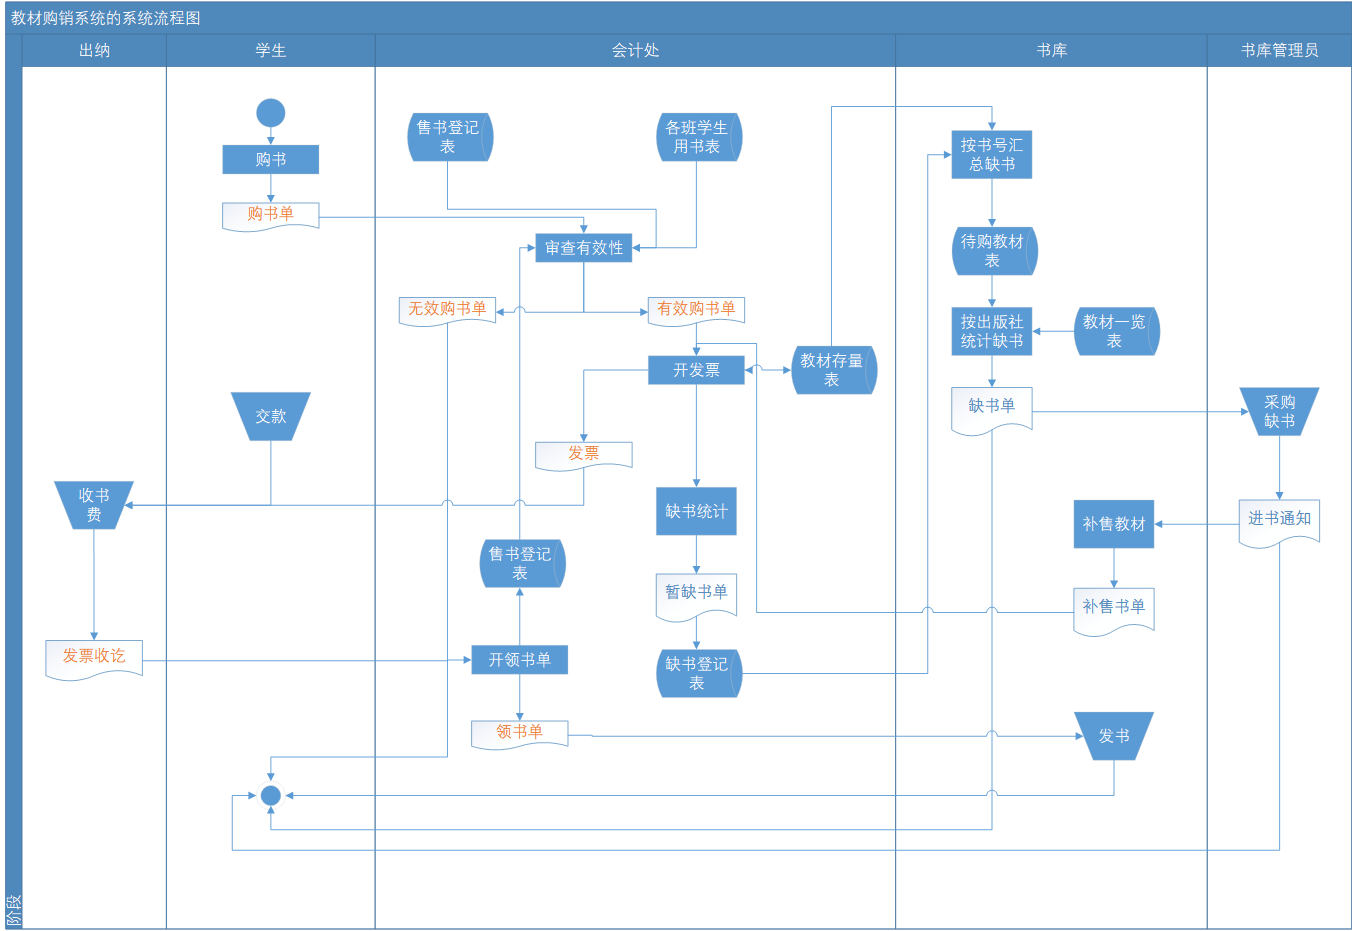 教材购销系统的系统流程图
出纳
学生
会计处
书库
书库管理员
售书登记
表
各班学生
用书表
按书号汇
总缺书
购书
购书单
审查有效性
待购教材
表
无效购书单
有效购书单
按出版社
统计缺书
教材一览
表
开发票
教材存量
表
交款
缺书单
采购
缺书
发票
收书
费
缺书统计
补售教材
进书通知
售书登记
表
暂缺书单
补售书单
发票收讫
开领书单
缺书登记
表
领书单
发书
阶段